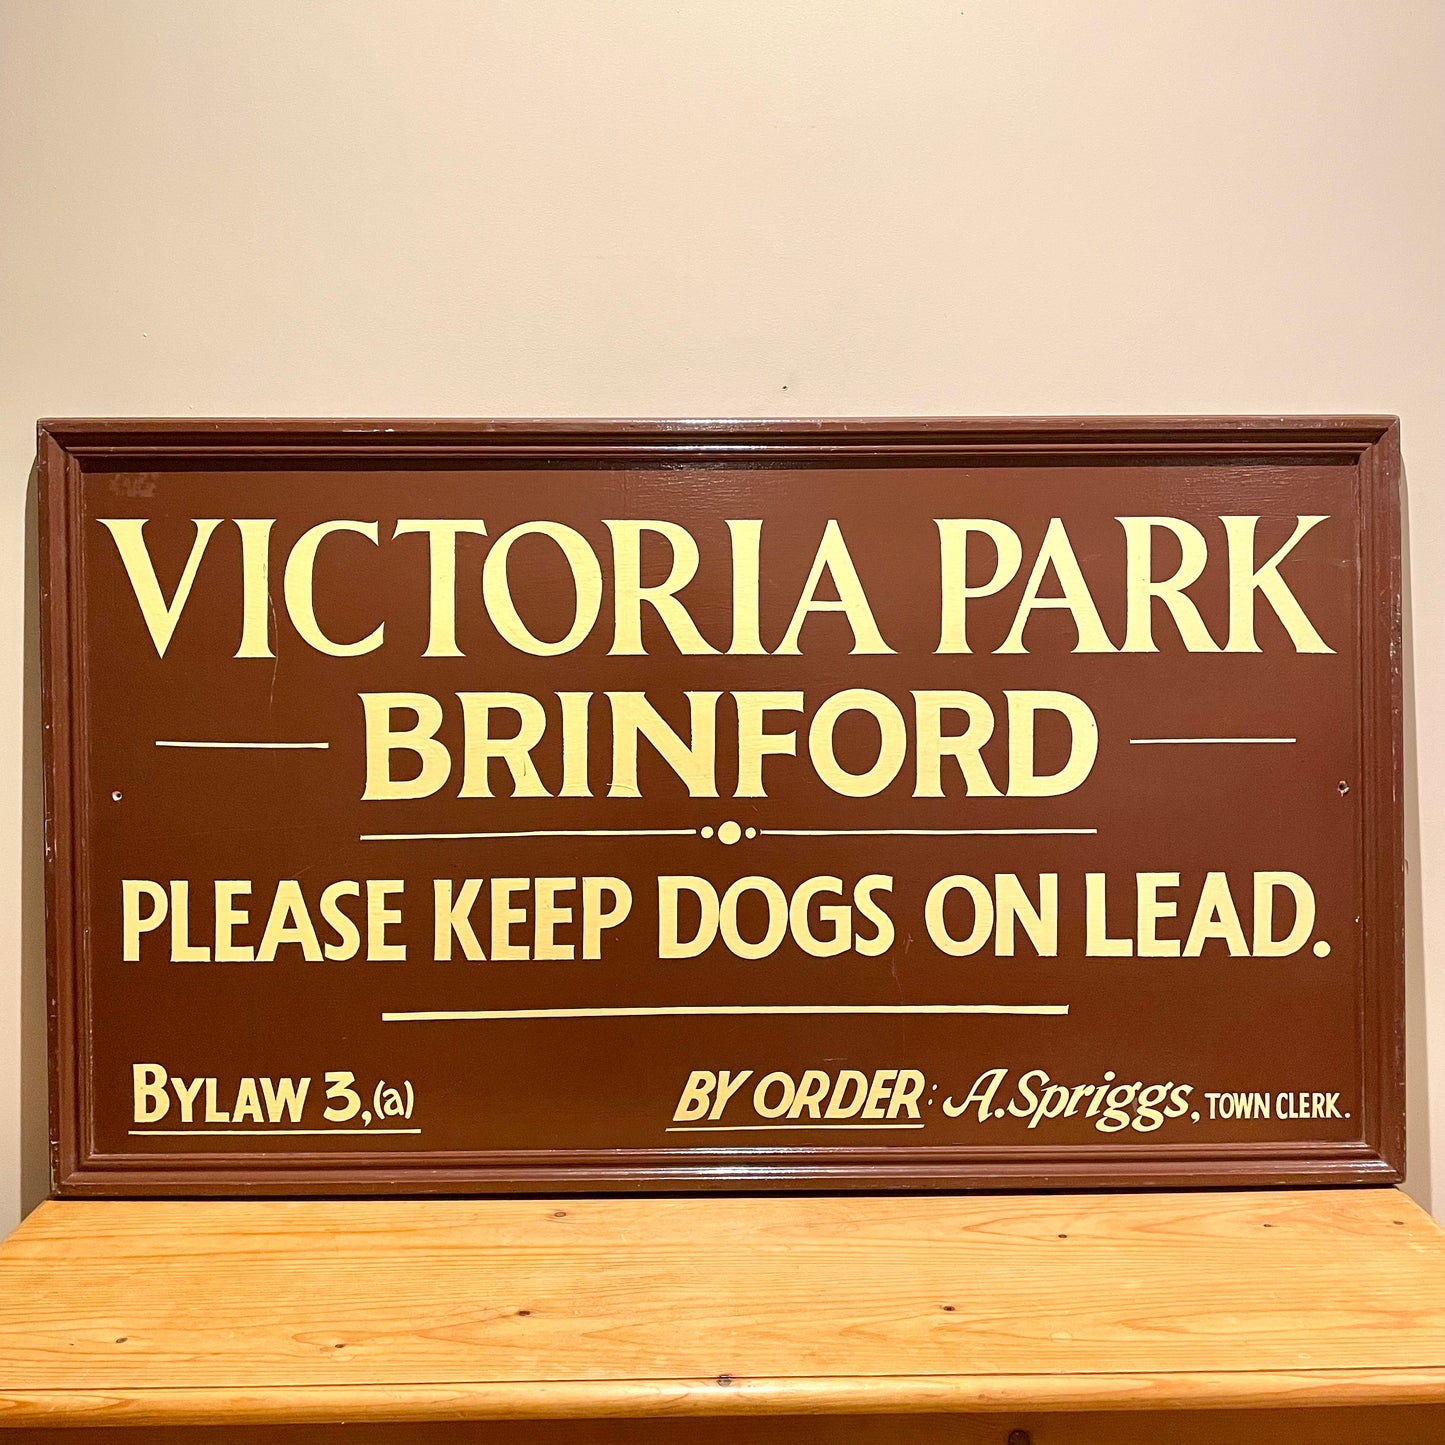 VICTORIA PARK
BRINFORD
PLEASE KEEP DOGS ON LEAD.
BYLAW 3,(a)
BY ORDER: A. Spriggs, TOWN CLERK.